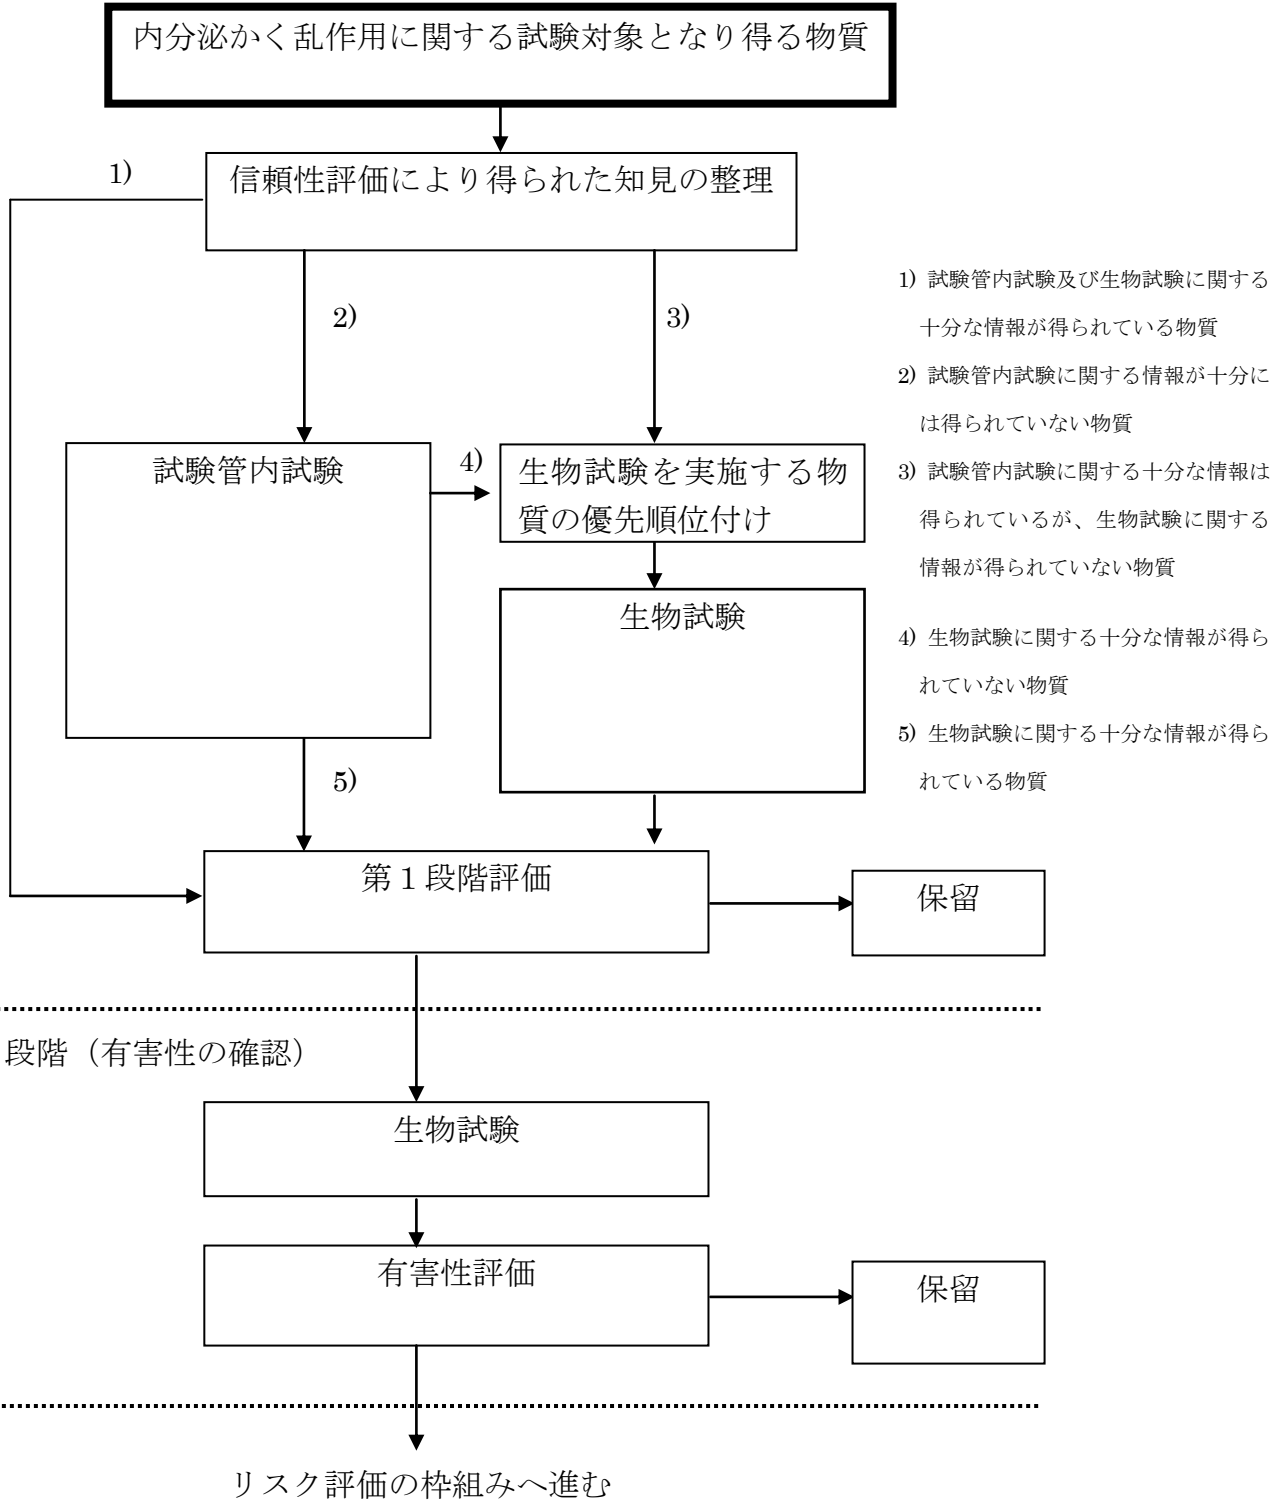 内分泌かく乱作用に関する試験対象となり得る物質
1)
信頼性評価により得られた知見の整理
2)
3)
1) 試験管内試験及び生物試験に関する
十分な情報が得られている物質
2) 試験管内試験に関する情報が十分に
は得られていない物質
3) 試験管内試験に関する十分な情報は
得られているが、生物試験に関する
情報が得られていない物質
4) 生物試験に関する十分な情報が得ら
れていない物質
5) 生物試験に関する十分な情報が得ら
れている物質
試験管内試験
4)
生物試験を実施する物
質の優先順位付け
生物試験
5)
第１段階評価
保留
段階（有害性の確認）
生物試験
有害性評価
保留
リスク評価の枠組みへ進む